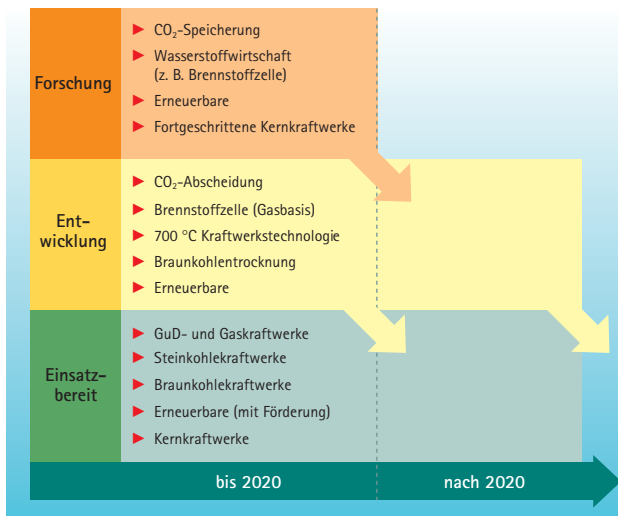 Forschung
► CO₂-Speicherung
► Wasserstoffwirtschaft
(z. B. Brennstoffzelle)
► Erneuerbare
► Fortgeschrittene Kernkraftwerke
Ent-
wicklung
► CO₂-Abscheidung
► Brennstoffzelle (Gasbasis)
► 700 °C Kraftwerkstechnologie
► Braunkohlentrocknung
► Erneuerbare
Einsatz-
bereit
► GuD- und Gaskraftwerke
► Steinkohlekraftwerke
► Braunkohlekraftwerke
► Erneuerbare (mit Förderung)
► Kernkraftwerke
bis 2020
nach 2020